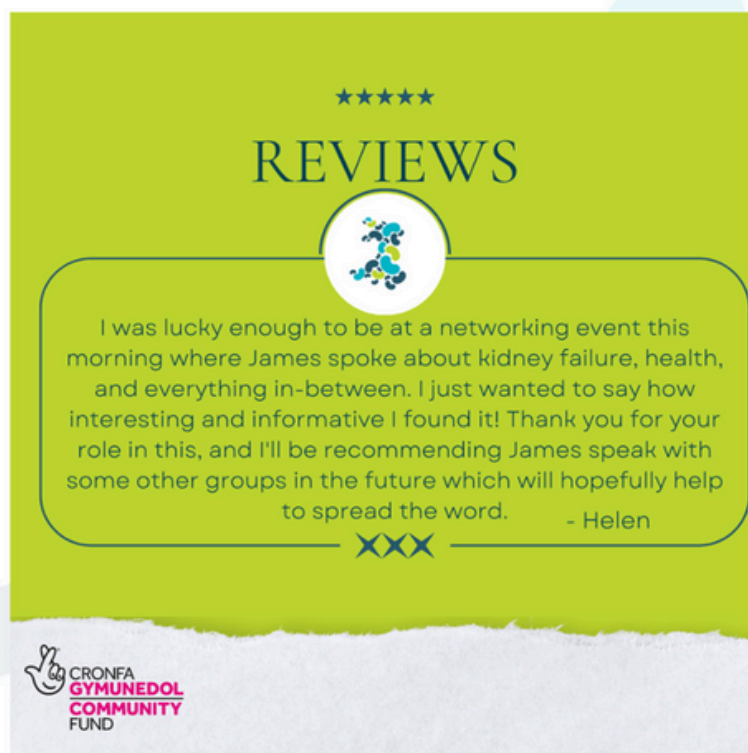 ★★★★★
REVIEWS
I was lucky enough to be at a networking event this
morning where James spoke about kidney failure, health,
and everything in-between. I just wanted to say how
interesting and informative I found it! Thank you for your
role in this, and I'll be recommending James speak with
some other groups in the future which will hopefully help
to spread the word.
- Helen
CRONFA
GYMUNEDOL
COMMUNITY
FUND